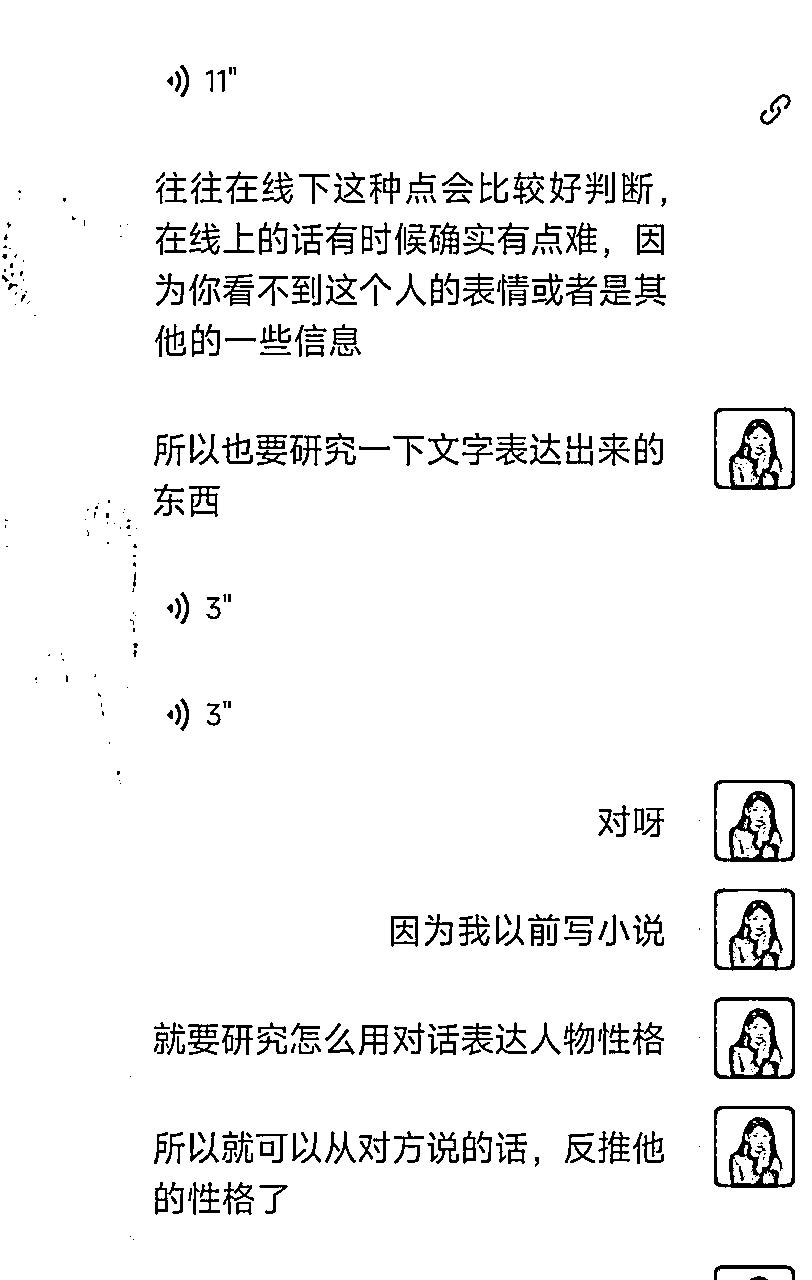 11"
往往在线下这种点会比较好判断，
在线上的话有时候确实有点难，因
为你看不到这个人的表情或者是其
他的一些信息
所以也要研究一下文字表达出来的
东西
3"
3"
对呀
因为我以前写小说
就要研究怎么用对话表达人物性格
所以就可以从对方说的话，反推他
的性格了